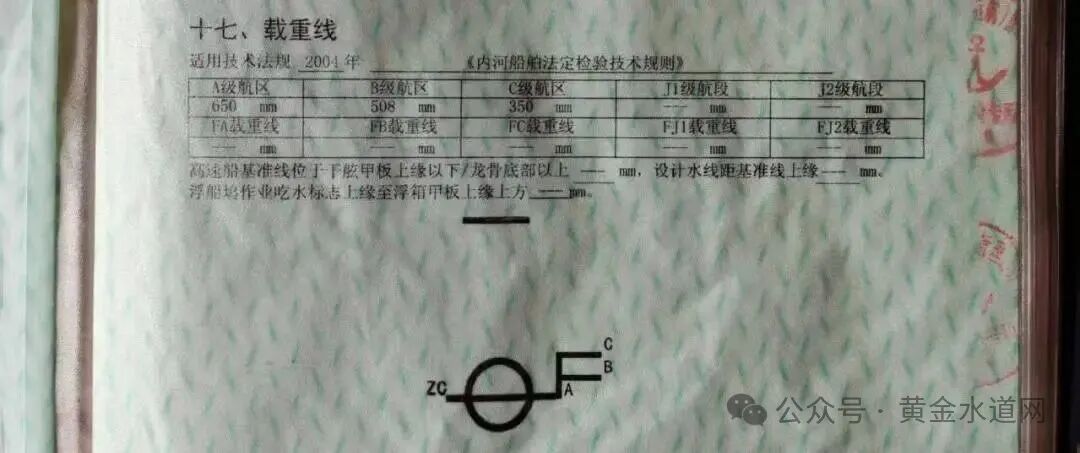 十七、载重线
适用技术法规 2004 年 《内河船舶法定检验技术规则》
A级航区 B级航区 C级航区 J1级航段 J2级航段
650 mm 508 mm 350 mm --- mm --- mm
FA载重线 FB载重线 FC载重线 FJ1载重线 FJ2载重线
--- mm --- mm --- mm --- mm --- mm
高速船基准线位于干舷甲板上缘以下/龙骨底部以上 --- mm，设计水线距基准线上缘 --- mm。
浮船坞作业吃水标志上缘至浮箱甲板上缘上方 --- mm。
C
B
ZC A
公众号 · 黄金水道网